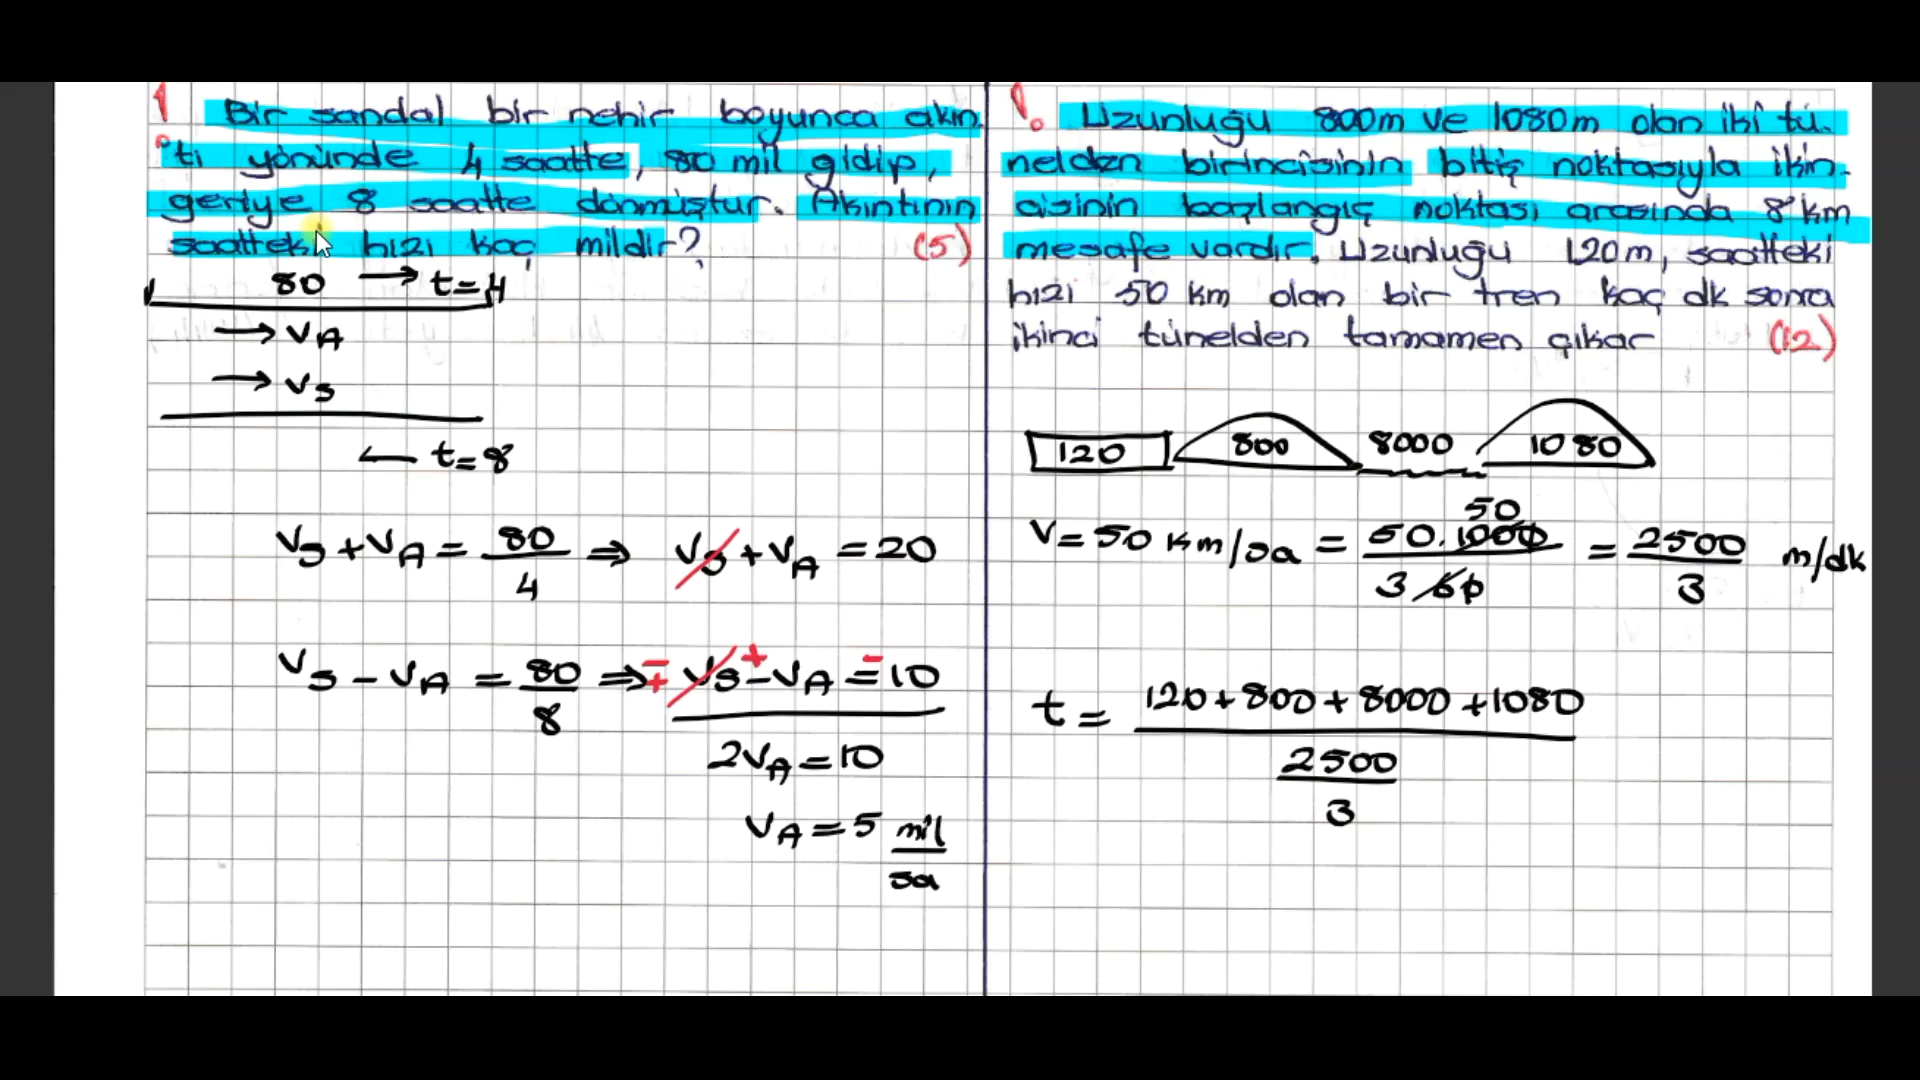 Bir sandal bir nehir boyunca akın
tı yönünde 4 saatte, 80 mil gidip,
geriye 8 saatte dönmüştür. Akıntının
saatteki hızı kaç mildir? (5)
80 → t=4
→ VA
→ VS
← t=8
VS + VA = 80/4 ⇒ VS + VA = 20
VS - VA = 80/8 ⇒ ∓ VS - VA = 10
+ -
2VA = 10
VA = 5 mil/sa
Uzunluğu 800m ve 1080m olan iki tü-
nelden birincisinin bitiş noktasıyla ikin-
cisinin başlangıç noktası arasında 8 km
mesafe vardır. Uzunluğu 120m, saatteki
hızı 50 km olan bir tren kaç dk sonra
ikinci tünelden tamamen çıkar (12)
120 800 8000 1080
50
V = 50 km/sa = 50.1000 / 3 60 = 2500/3 m/dk
t = 120+800+8000+1080
2500
3